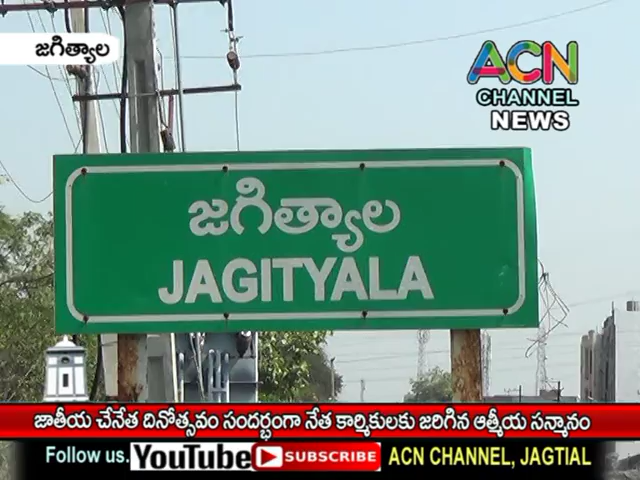 జగిత్యాల
ACN
CHANNEL
NEWS
జగిత్యాల
JAGITYALA
జాతీయ చేనేత దినోత్సవం సందర్భంగా నేత కార్మికులకు జరిగిన ఆత్మీయ సన్మానం
Follow us. YouTube SUBSCRIBE ACN CHANNEL, JAGTIAL